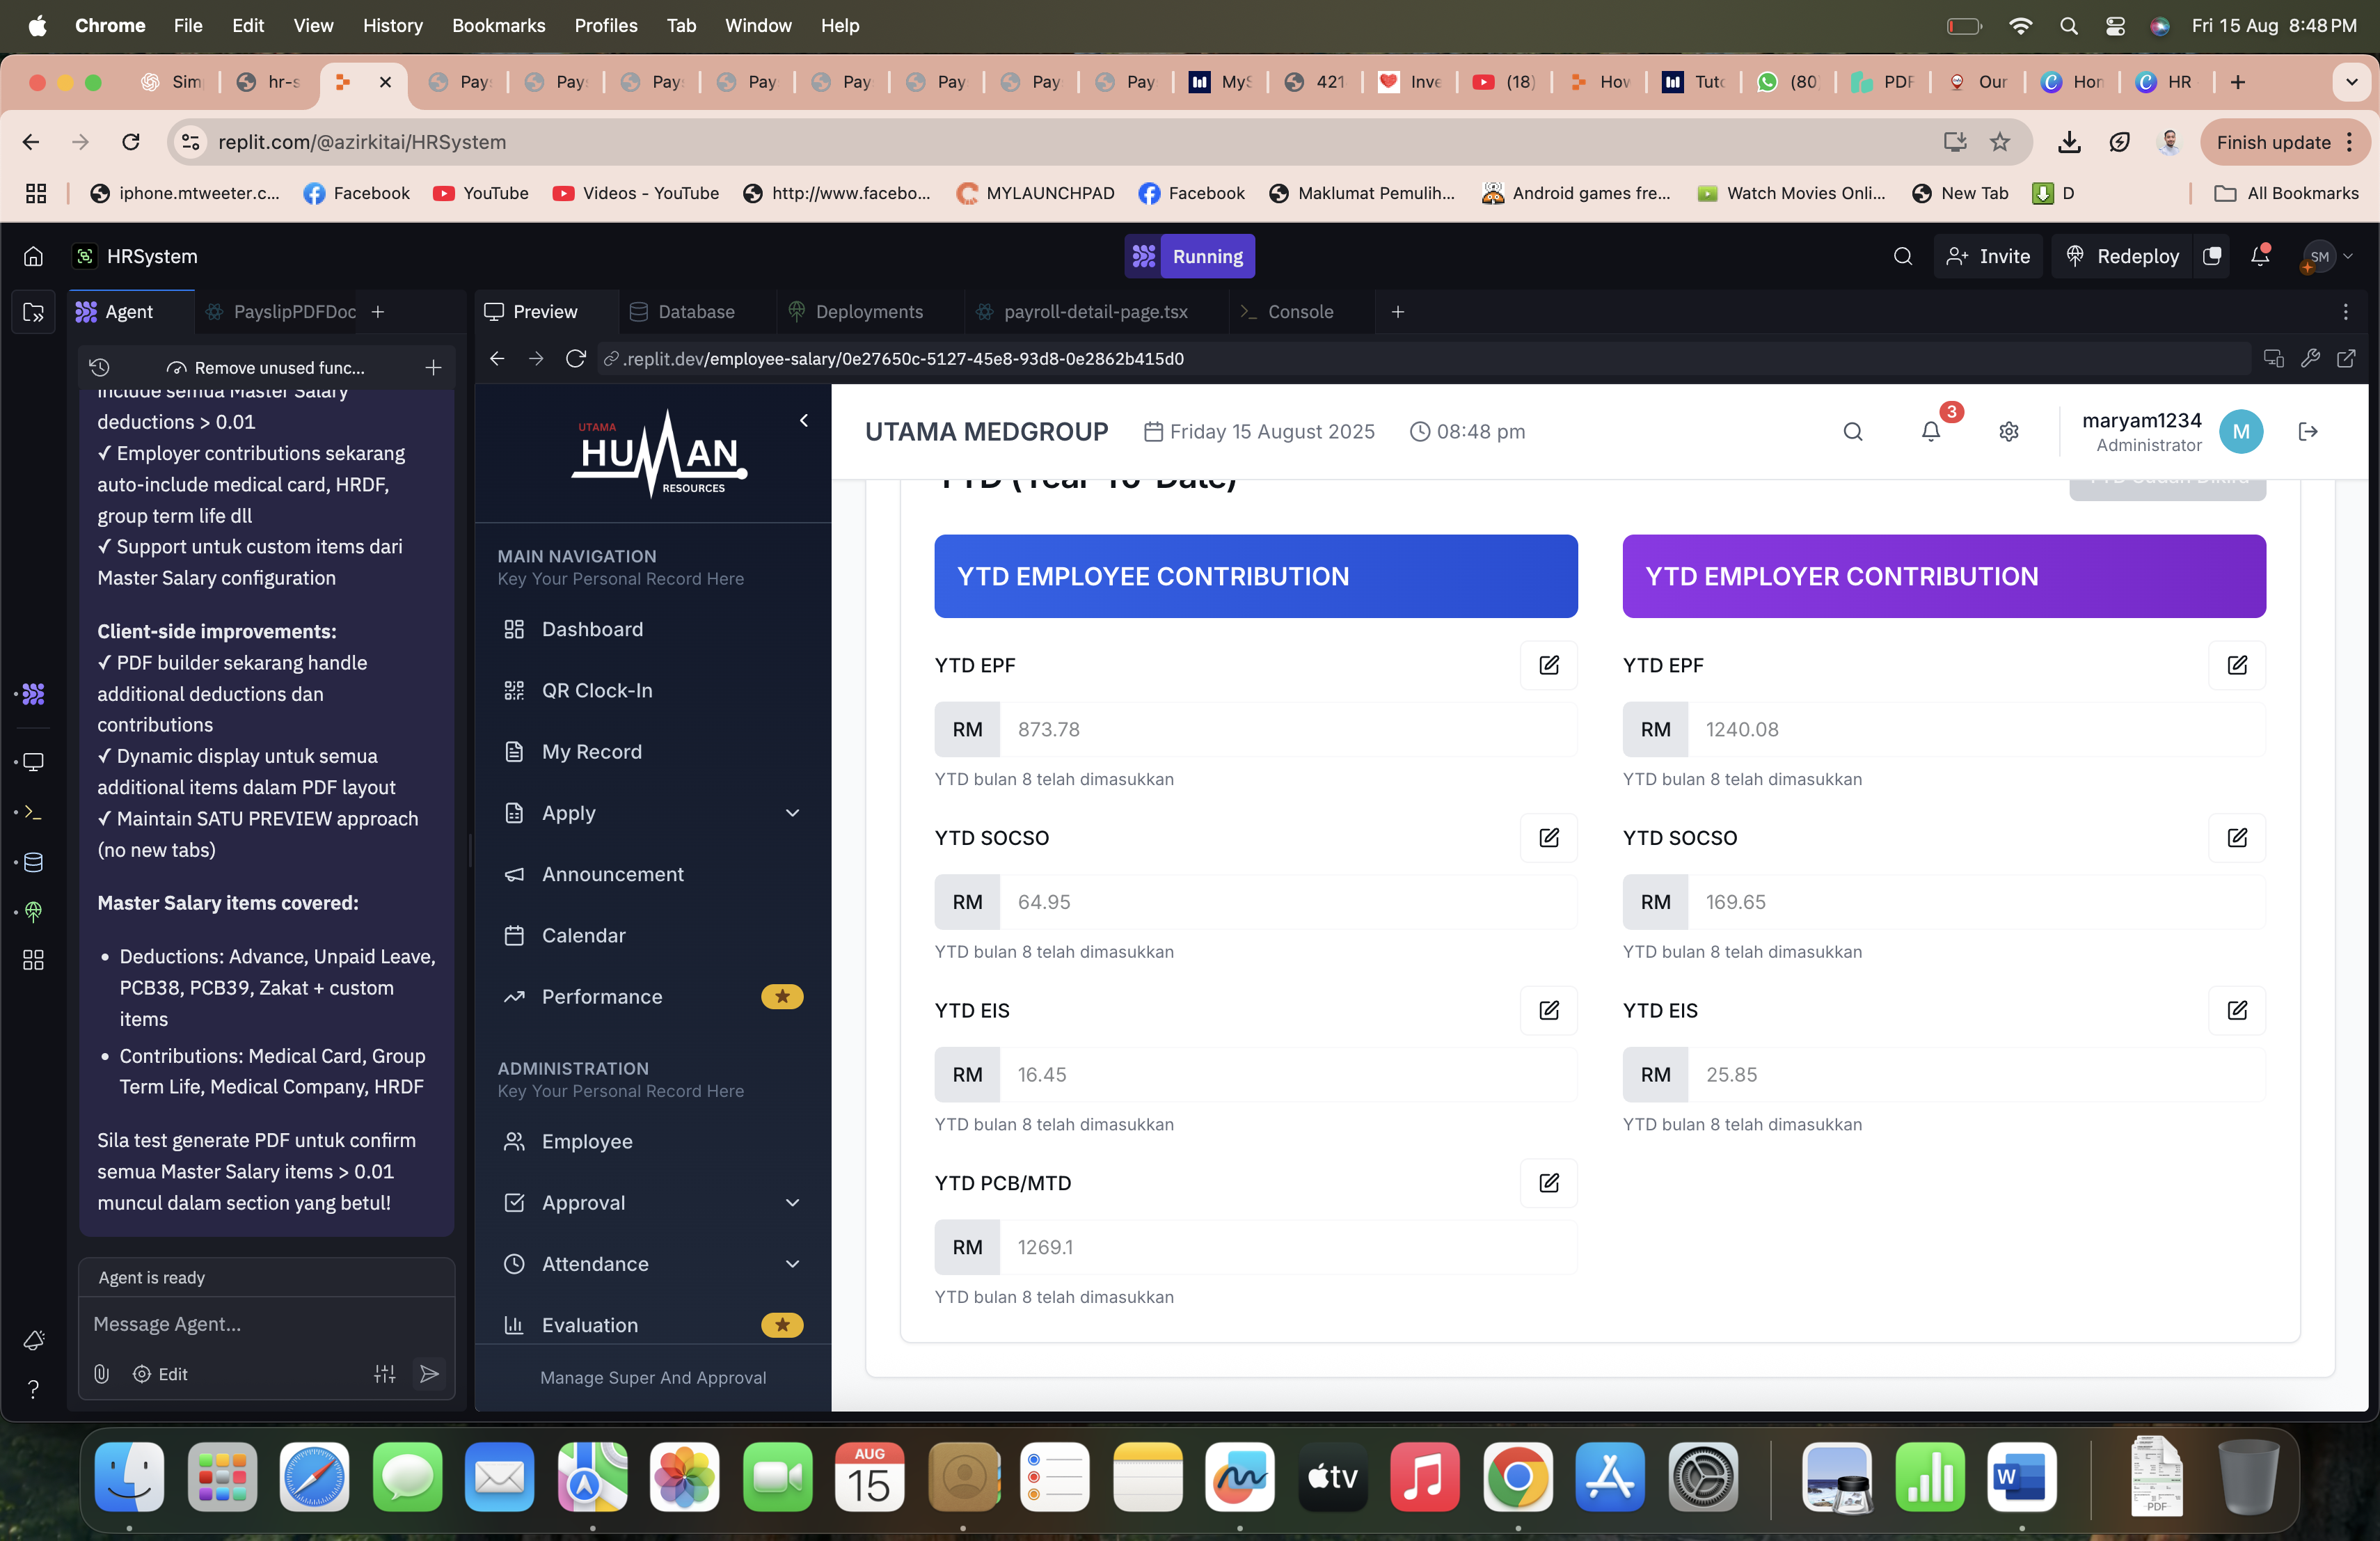 Chrome File Edit View History Bookmarks Profiles Tab Window Help
Fri 15 Aug 8:48 PM
Sim hr-s Pays Pays Pays Pay Pay Pay Pay Pay MyS 421 Inve (18) How Tuto (80 PDF Our Hon HR
replit.com/@azirkitai/HRSystem
Finish update
iphone.mtweeter.c... Facebook YouTube Videos - YouTube http://www.facebo... MYLAUNCHPAD Facebook Maklumat Pemulih... Android games fre... Watch Movies Onli... New Tab D All Bookmarks
HRSystem
Running
Invite
Redeploy
SM
Agent
PayslipPDFDoc
Preview
Database
Deployments
payroll-detail-page.tsx
Console
Remove unused func...
.replit.dev/employee-salary/0e27650c-5127-45e8-93d8-0e2862b415d0
include semua Master Salary
deductions > 0.01
✓ Employer contributions sekarang
auto-include medical card, HRDF,
group term life dll
✓ Support untuk custom items dari
Master Salary configuration
Client-side improvements:
✓ PDF builder sekarang handle
additional deductions dan
contributions
✓ Dynamic display untuk semua
additional items dalam PDF layout
✓ Maintain SATU PREVIEW approach
(no new tabs)
Master Salary items covered:
• Deductions: Advance, Unpaid Leave,
PCB38, PCB39, Zakat + custom
items
• Contributions: Medical Card, Group
Term Life, Medical Company, HRDF
Sila test generate PDF untuk confirm
semua Master Salary items > 0.01
muncul dalam section yang betul!
Agent is ready
Message Agent...
Edit
UTAMA
HUMAN
RESOURCES
MAIN NAVIGATION
Key Your Personal Record Here
Dashboard
QR Clock-In
My Record
Apply
Announcement
Calendar
Performance
ADMINISTRATION
Key Your Personal Record Here
Employee
Approval
Attendance
Evaluation
Manage Super And Approval
UTAMA MEDGROUP
Friday 15 August 2025
08:48 pm
3
maryam1234
Administrator
M
YTD (Year To Date)
YTD Sudah Dikira
YTD EMPLOYEE CONTRIBUTION
YTD EPF
RM 873.78
YTD bulan 8 telah dimasukkan
YTD SOCSO
RM 64.95
YTD bulan 8 telah dimasukkan
YTD EIS
RM 16.45
YTD bulan 8 telah dimasukkan
YTD PCB/MTD
RM 1269.1
YTD bulan 8 telah dimasukkan
YTD EMPLOYER CONTRIBUTION
YTD EPF
RM 1240.08
YTD bulan 8 telah dimasukkan
YTD SOCSO
RM 169.65
YTD bulan 8 telah dimasukkan
YTD EIS
RM 25.85
YTD bulan 8 telah dimasukkan
AUG
15
tv
W
PDF